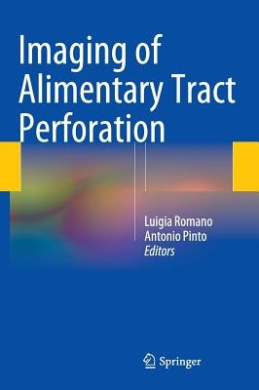 Imaging of
Alimentary Tract
Perforation
Luigia Romano
Antonio Pinto
Editors
Springer